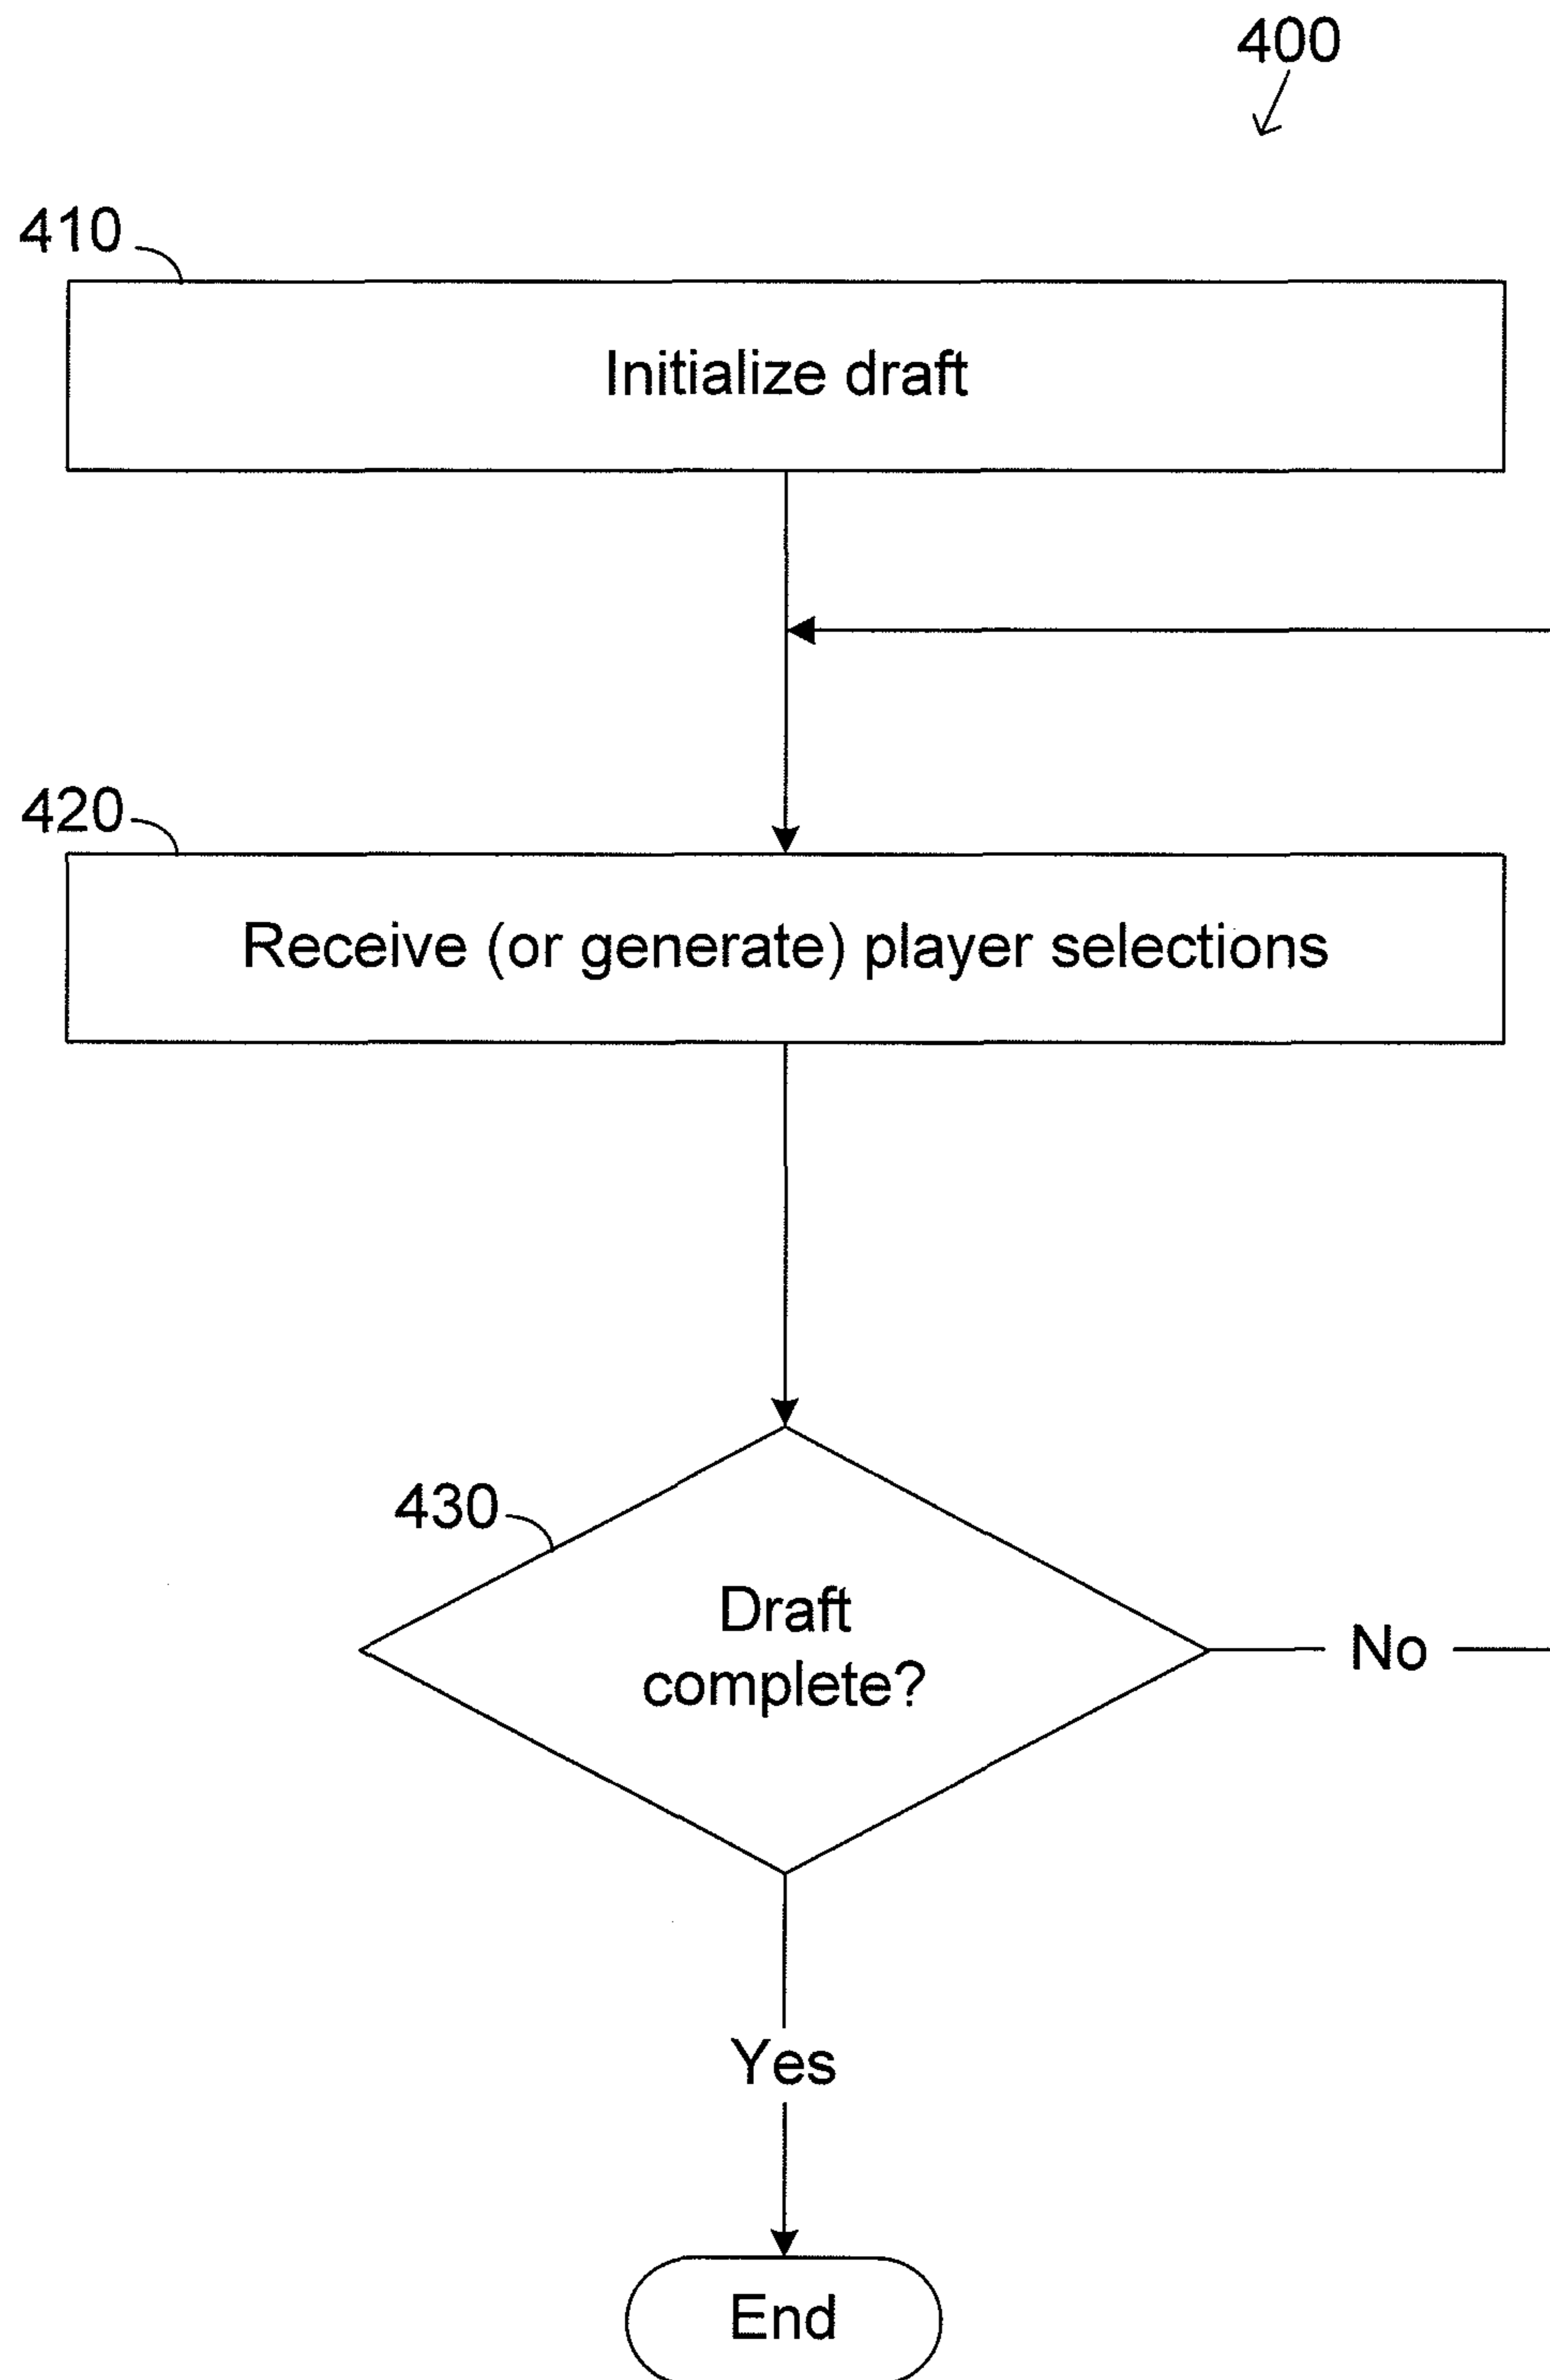 400
410
Initialize draft
420
Receive (or generate) player selections
430
Draft
complete?
No
Yes
End